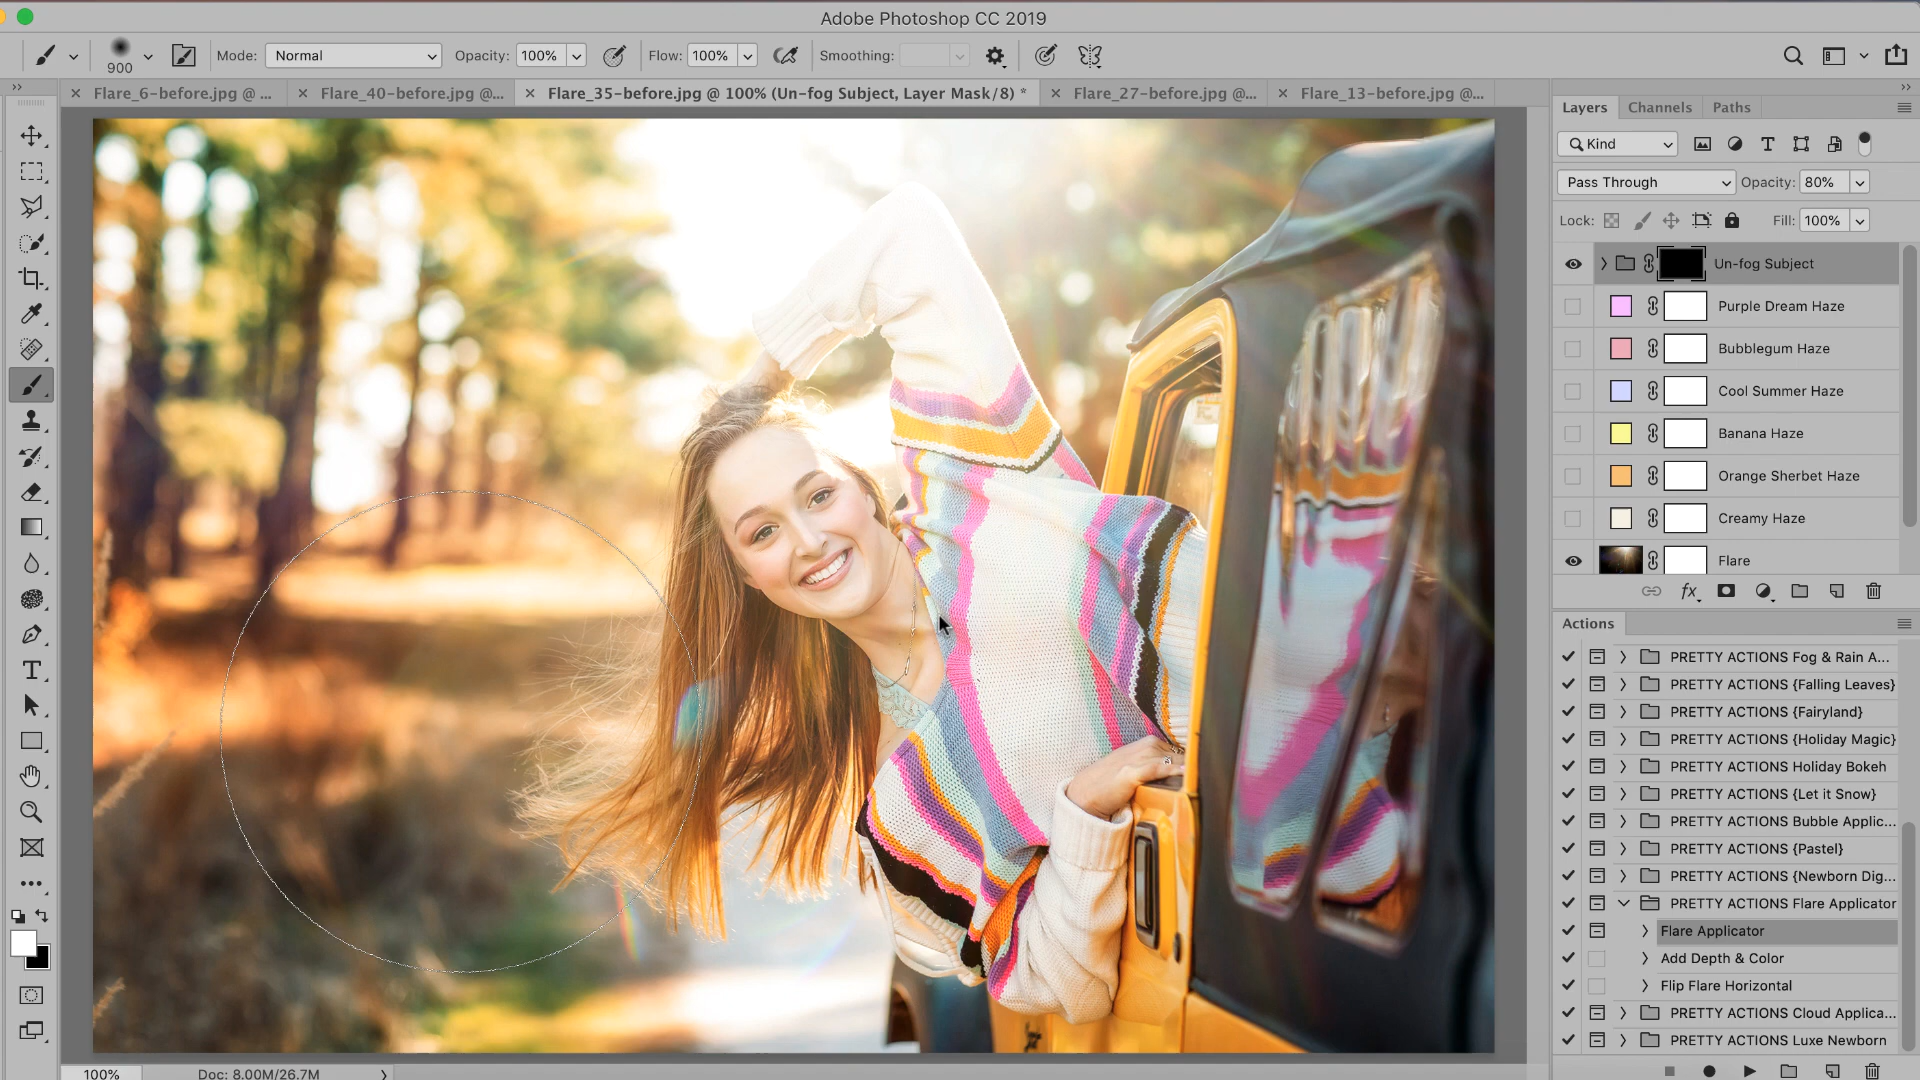 Adobe Photoshop CC 2019
900
Mode: Normal
Opacity: 100%
Flow: 100%
Smoothing:
Flare_6-before.jpg @ ...
Flare_40-before.jpg @...
Flare_35-before.jpg @ 100% (Un-fog Subject, Layer Mask/8) *
Flare_27-before.jpg @...
Flare_13-before.jpg @...
Layers
Channels
Paths
Kind
Pass Through
Opacity: 80%
Lock:
Fill: 100%
Un-fog Subject
Purple Dream Haze
Bubblegum Haze
Cool Summer Haze
Banana Haze
Orange Sherbet Haze
Creamy Haze
Flare
fx
Actions
PRETTY ACTIONS Fog & Rain A...
PRETTY ACTIONS {Falling Leaves}
PRETTY ACTIONS {Fairyland}
PRETTY ACTIONS {Holiday Magic}
PRETTY ACTIONS Holiday Bokeh
PRETTY ACTIONS {Let it Snow}
PRETTY ACTIONS Bubble Applic...
PRETTY ACTIONS {Pastel}
PRETTY ACTIONS {Newborn Dig...
PRETTY ACTIONS Flare Applicator
Flare Applicator
Add Depth & Color
Flip Flare Horizontal
PRETTY ACTIONS Cloud Applica...
PRETTY ACTIONS Luxe Newborn
100%
Doc: 8.00M/26.7M